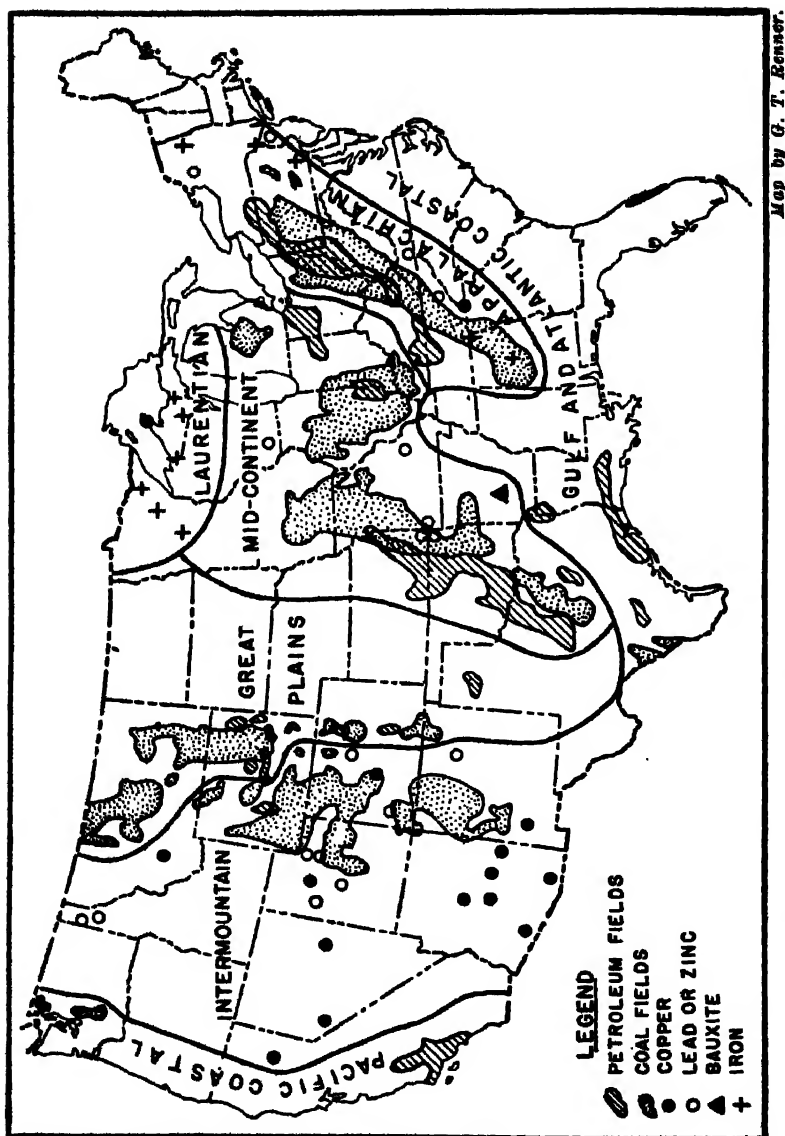 PACIFIC COASTAL
INTERMOUNTAIN
GREAT
PLAINS
MID-CONTINENT
LAURENTIAN
APPALACHIAN
GULF AND ATLANTIC COASTAL
LEGEND
PETROLEUM FIELDS
COAL FIELDS
COPPER
LEAD OR ZINC
BAUXITE
IRON
Map by G. T. Renner.